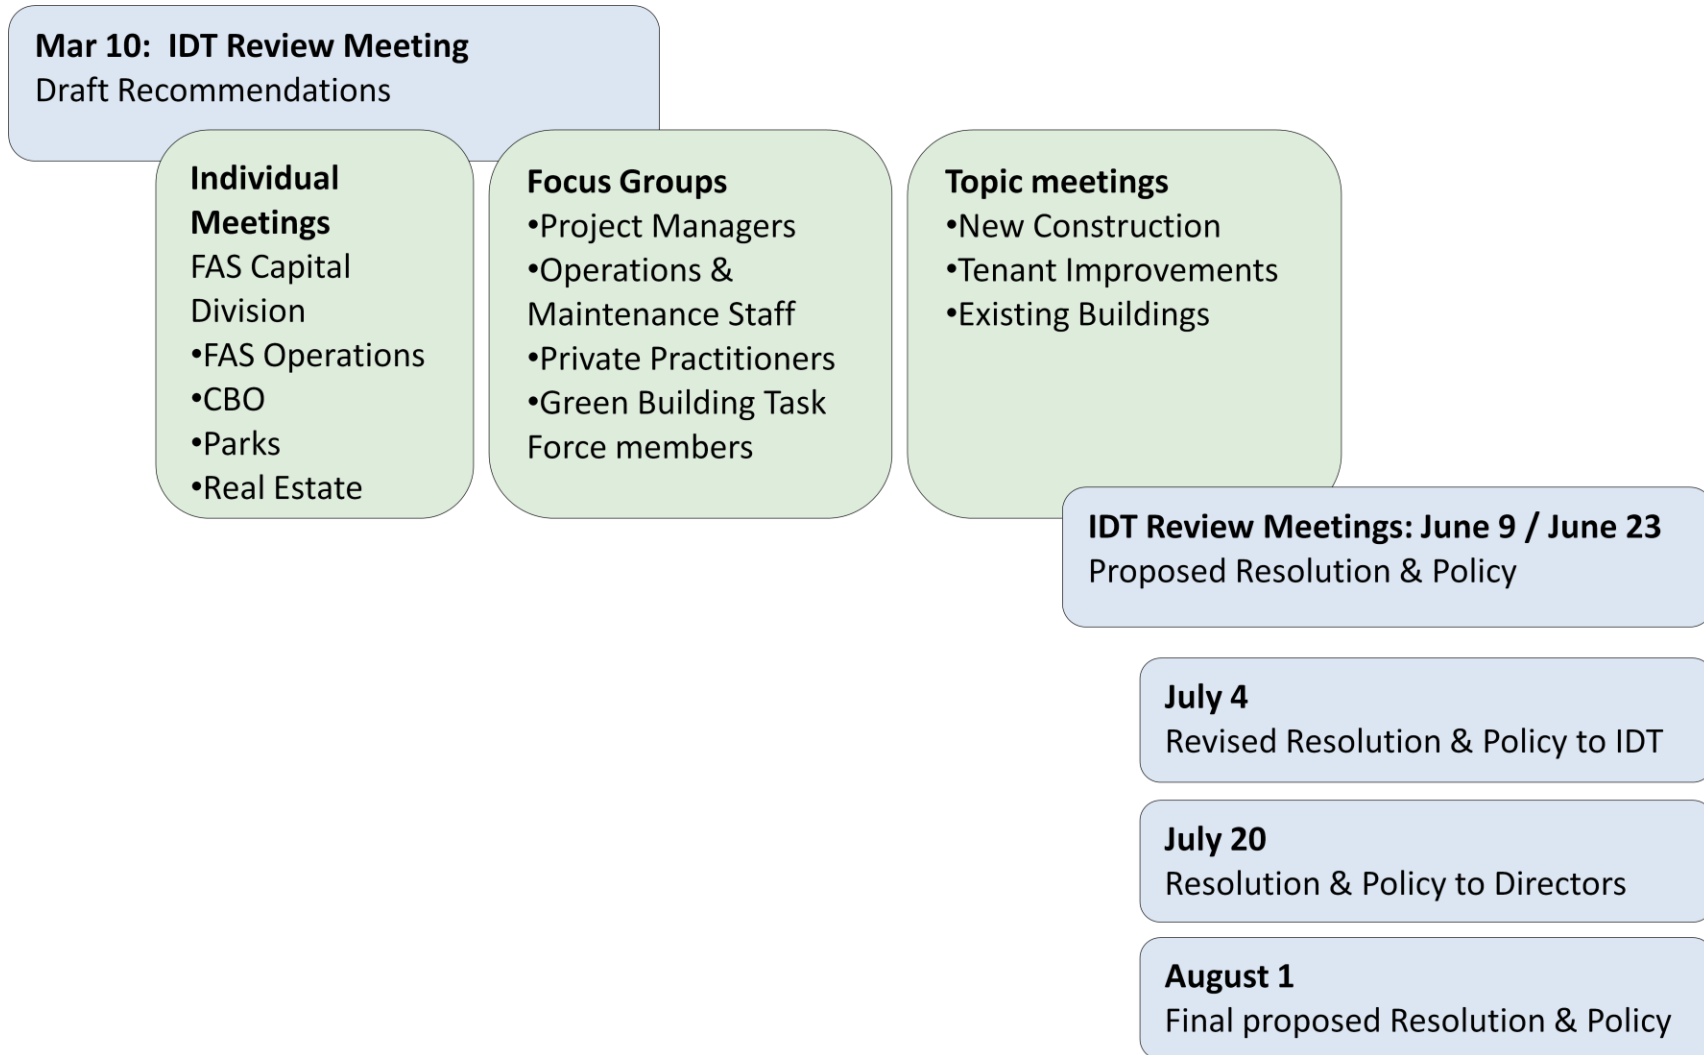 Mar 10:  IDT Review Meeting
Draft Recommendations
Individual
Meetings
FAS Capital
Division
•FAS Operations
•CBO
•Parks
•Real Estate
Focus Groups
•Project Managers
•Operations &
Maintenance Staff
•Private Practitioners
•Green Building Task
Force members
Topic meetings
•New Construction
•Tenant Improvements
•Existing Buildings
IDT Review Meetings: June 9 / June 23
Proposed Resolution & Policy
July 4
Revised Resolution & Policy to IDT
July 20
Resolution & Policy to Directors
August 1
Final proposed Resolution & Policy